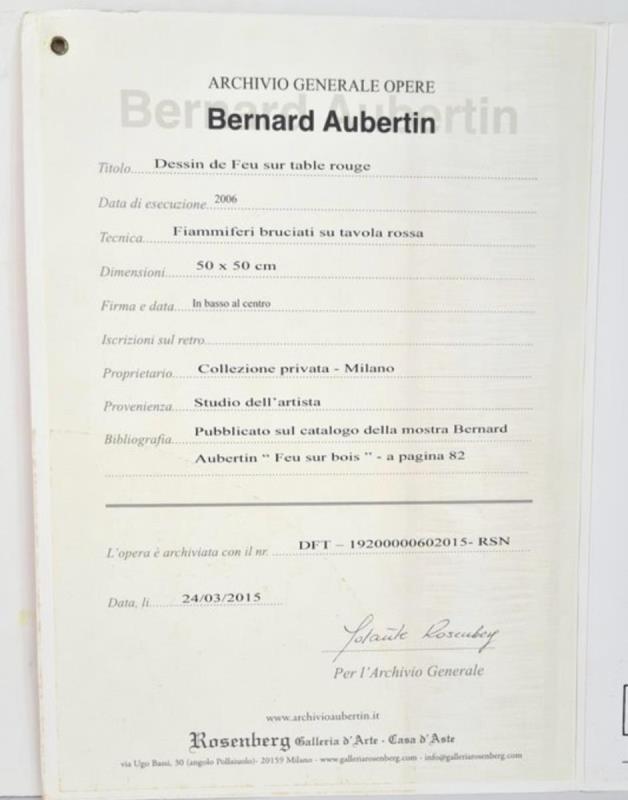 ARCHIVIO GENERALE OPERE
Bernard Aubertin
Bernard Aubertin
Titolo..... Dessin de Feu sur table rouge
Data di esecuzione.. 2006
Tecnica..... Fiammiferi bruciati su tavola rossa
Dimensioni..... 50 x 50 cm
Firma e data.... In basso al centro
Iscrizioni sul retro.....
Proprietario..... Collezione privata - Milano
Provenienza..... Studio dell'artista
Bibliografia..... Pubblicato sul catalogo della mostra Bernard
Aubertin “ Feu sur bois ” - a pagina 82
L'opera è archiviata con il nr. ..... DFT – 19200000602015- RSN
Data, lì..... 24/03/2015
Jolante Rosenberg
Per l'Archivio Generale
www.archivioaubertin.it
Rosenberg Galleria d'Arte - Casa d'Aste
via Ugo Bassi, 30 (angolo Pollaiuolo)- 20159 Milano - www.galleriarosenberg.com - info@galleriarosenberg.com